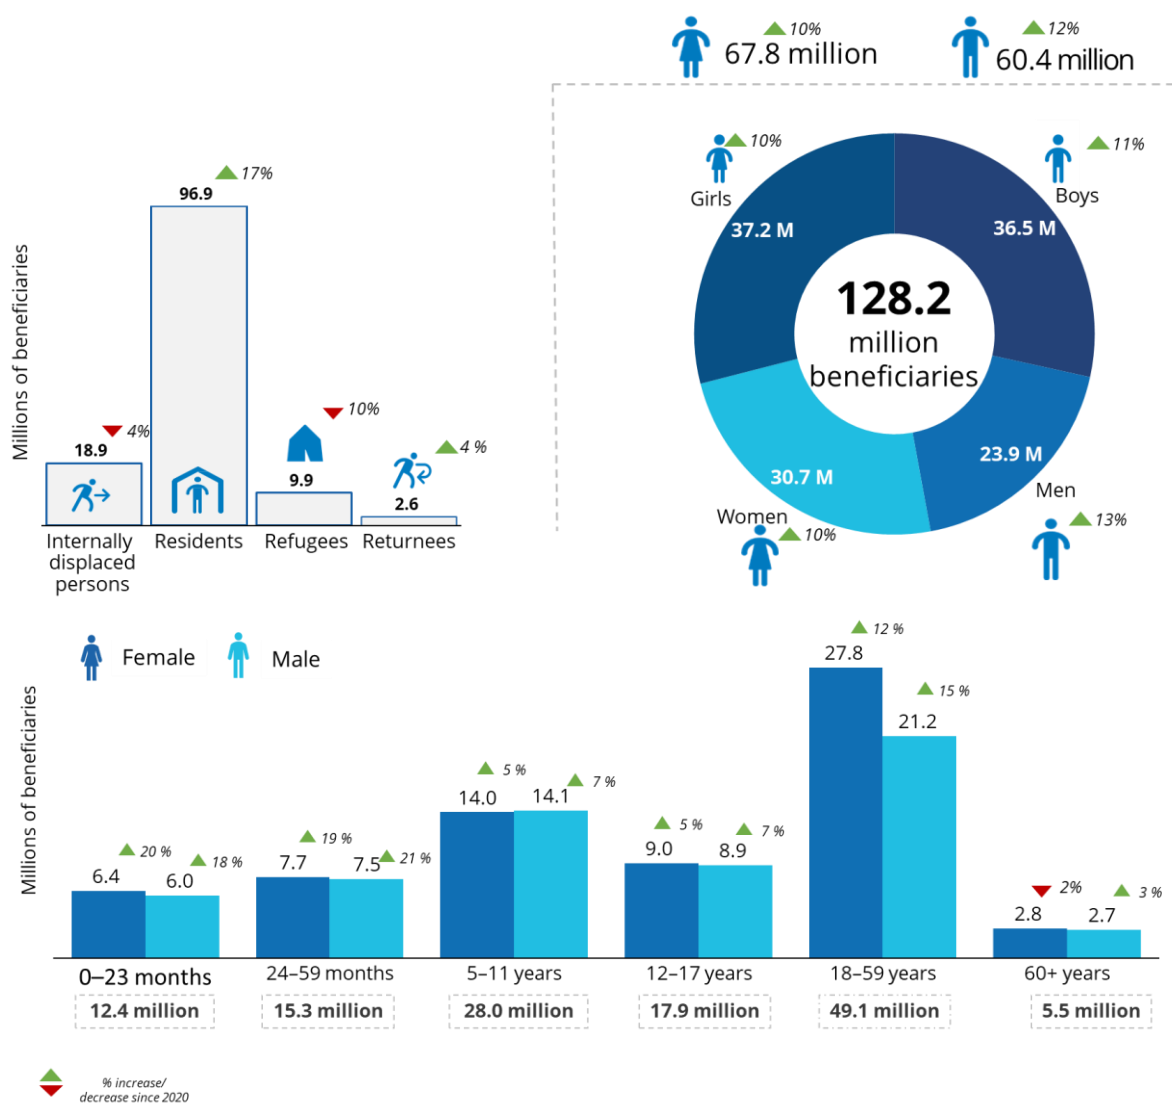 10%
67.8 million
12%
60.4 million
Millions of beneficiaries
4%
18.9
17%
96.9
10%
9.9
4 %
2.6
Internally
displaced
persons
Residents
Refugees
Returnees
10%
Girls
37.2 M
11%
Boys
36.5 M
128.2
million
beneficiaries
30.7 M
Women
10%
23.9 M
Men
13%
Female
Male
Millions of beneficiaries
20 %
6.4
18 %
6.0
19 %
7.7
21 %
7.5
5 %
14.0
7 %
14.1
5 %
9.0
7 %
8.9
12 %
27.8
15 %
21.2
2%
2.8
3 %
2.7
0–23 months
24–59 months
5–11 years
12–17 years
18–59 years
60+ years
12.4 million
15.3 million
28.0 million
17.9 million
49.1 million
5.5 million
% increase/
decrease since 2020